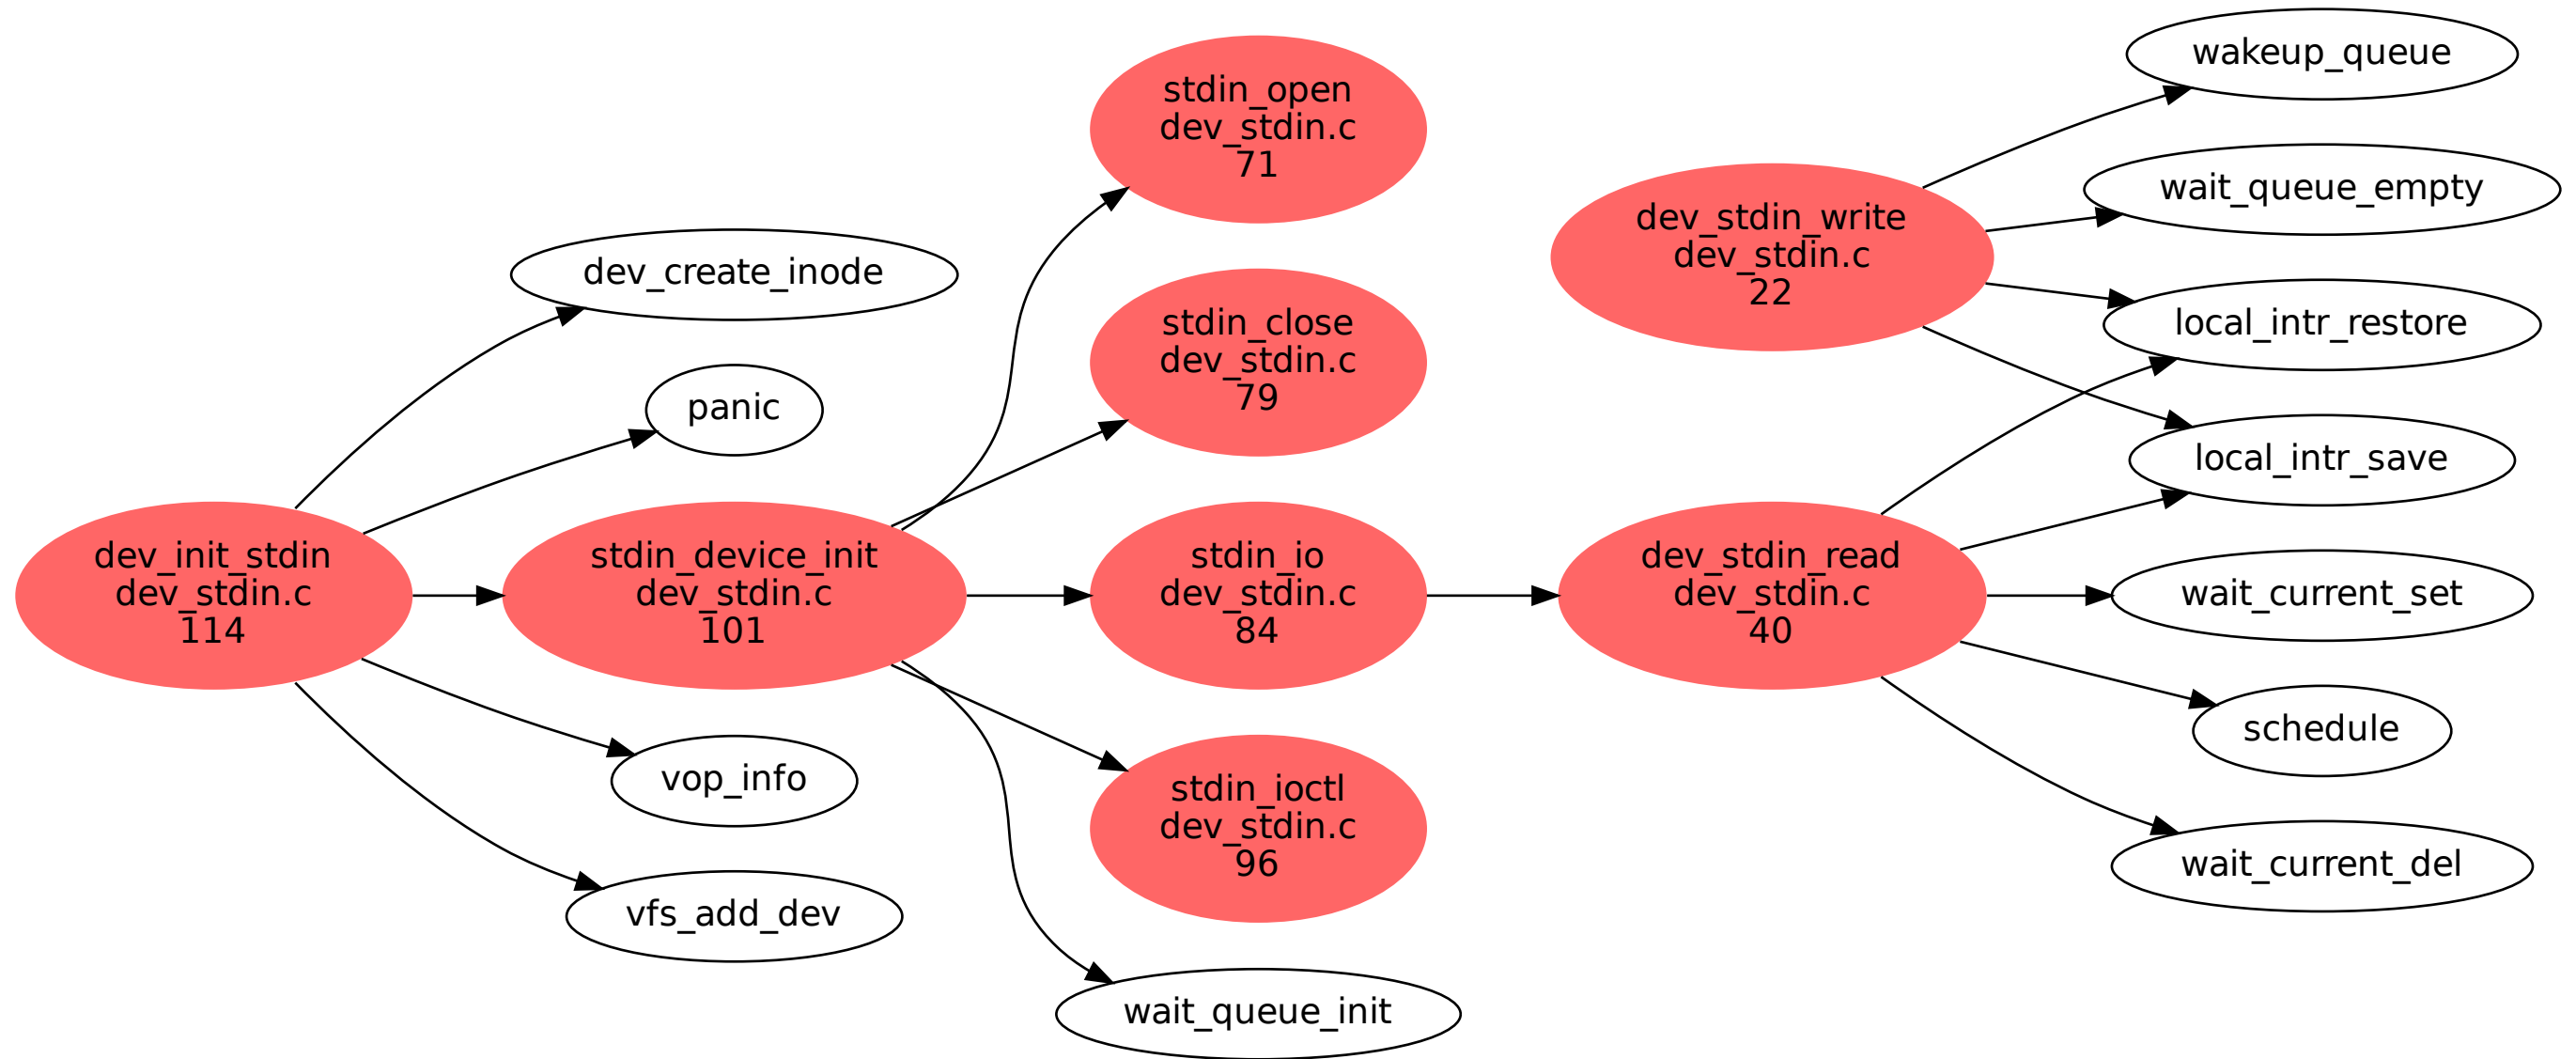 dev_init_stdin
dev_stdin.c
114
dev_create_inode
panic
stdin_device_init
dev_stdin.c
101
vop_info
vfs_add_dev
stdin_open
dev_stdin.c
71
stdin_close
dev_stdin.c
79
stdin_io
dev_stdin.c
84
stdin_ioctl
dev_stdin.c
96
wait_queue_init
dev_stdin_write
dev_stdin.c
22
dev_stdin_read
dev_stdin.c
40
wakeup_queue
wait_queue_empty
local_intr_restore
local_intr_save
wait_current_set
schedule
wait_current_del